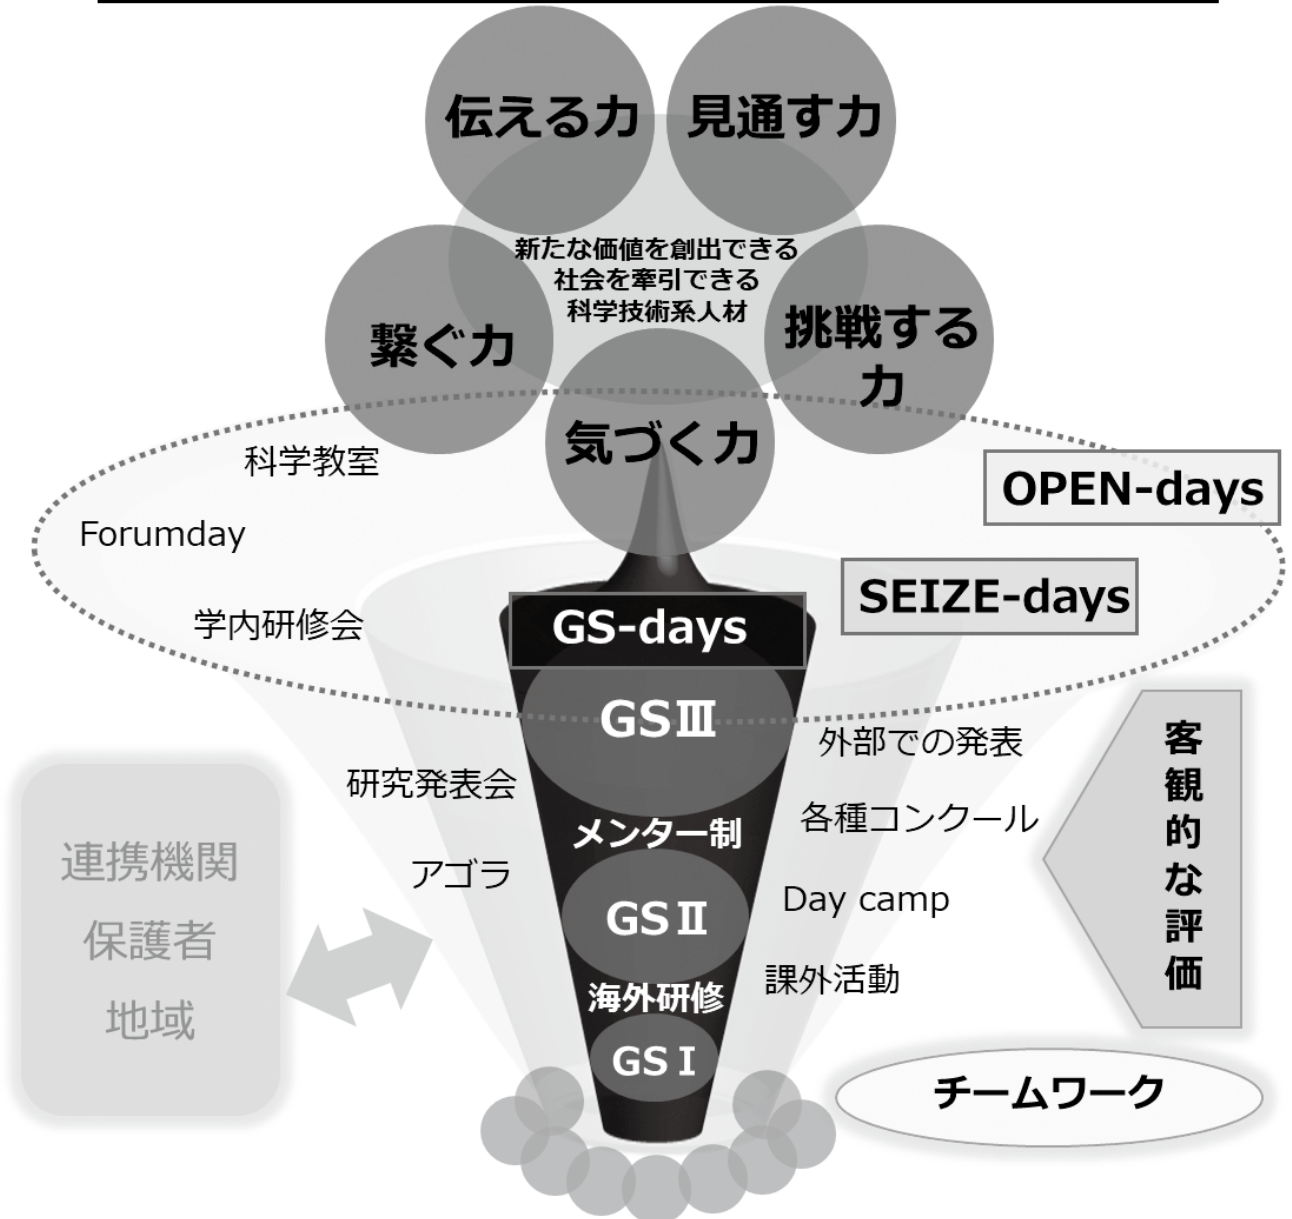 伝える力
見通す力
新たな価値を創出できる
社会を牽引できる
科学技術系人材
繋ぐ力
挑戦する
力
気づく力
科学教室
OPEN-days
Forumday
SEIZE-days
学内研修会
GS-days
GSⅢ
外部での発表
研究発表会
各種コンクール
メンター制
アゴラ
Day camp
GSⅡ
課外活動
海外研修
GSⅠ
連携機関
保護者
地域
客観的な評価
チームワーク